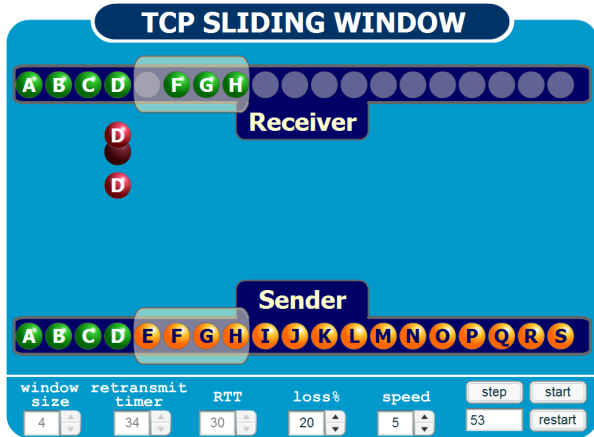 TCP SLIDING WINDOW
A B C D F G H
Receiver
D
D
Sender
A B C D E F G H I J K L M N O P Q R S
window size retransmit timer RTT loss% speed step start
4 34 30 20 5 53 restart